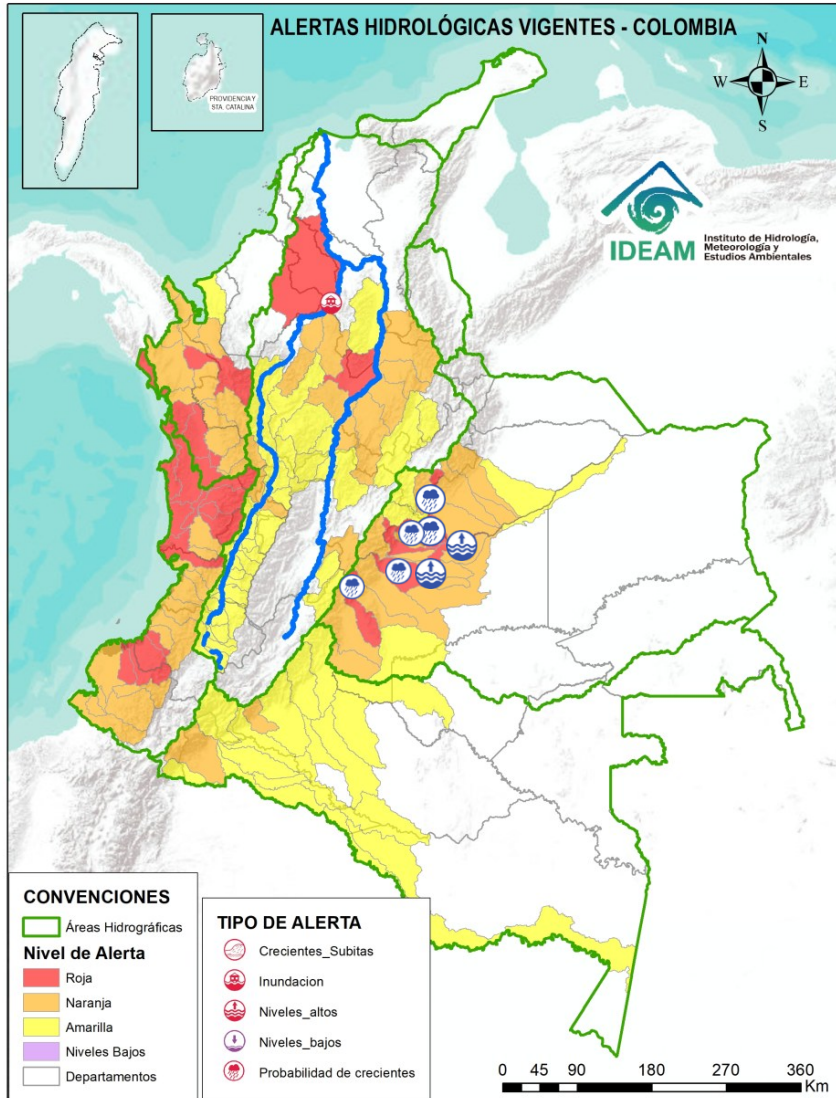 ALERTAS HIDROLÓGICAS VIGENTES - COLOMBIA
PROVIDENCIA Y
STA. CATALINA
N
W
E
S
IDEAM
Instituto de Hidrología,
Meteorología y
Estudios Ambientales
CONVENCIONES
Áreas Hidrográficas
Nivel de Alerta
Roja
Naranja
Amarilla
Niveles Bajos
Departamentos
TIPO DE ALERTA
Crecientes_Subitas
Inundacion
Niveles_altos
Niveles_bajos
Probabilidad de crecientes
0 45 90 180 270 360
Km